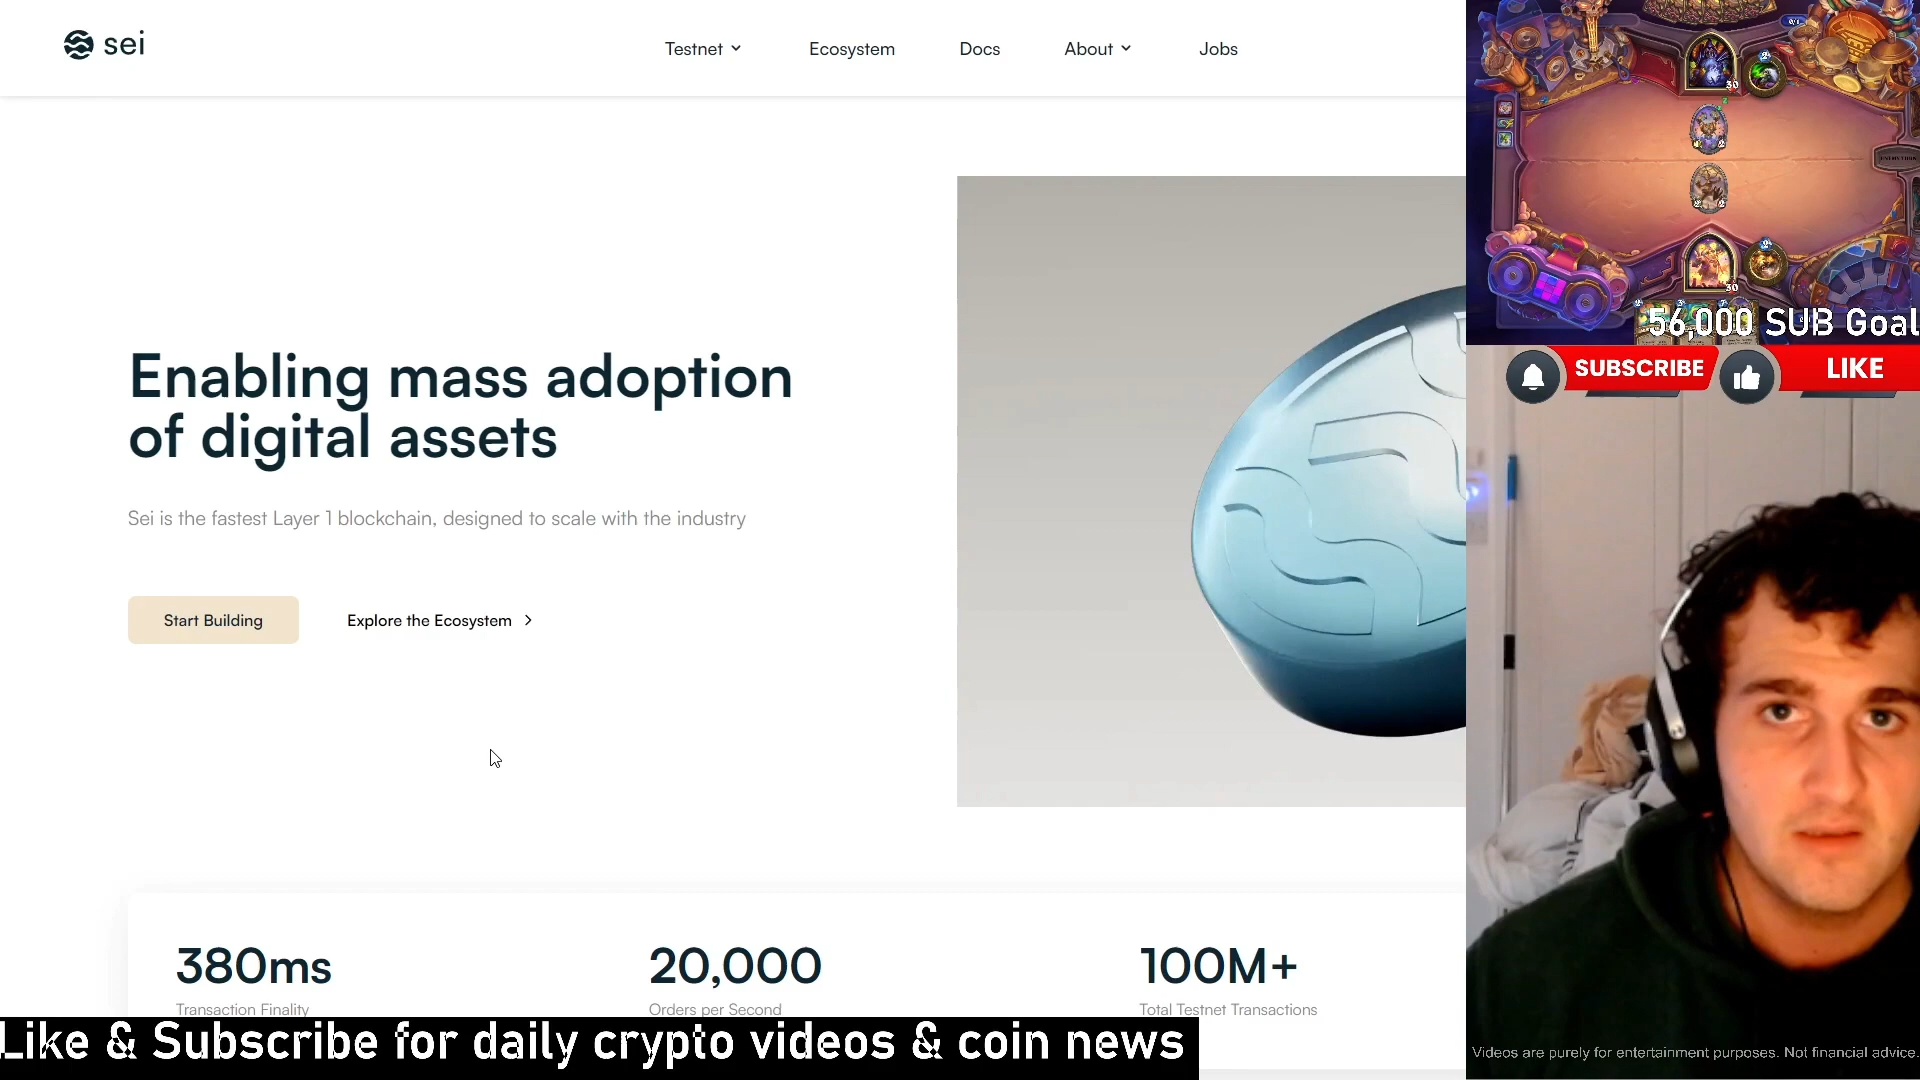 sei
Testnet
Ecosystem
Docs
About
Jobs
Enabling mass adoption
of digital assets
Sei is the fastest Layer 1 blockchain, designed to scale with the industry
Start Building
Explore the Ecosystem
380ms
Transaction Finality
20,000
Orders per Second
100M+
Total Testnet Transactions
Like & Subscribe for daily crypto videos & coin news
30
30
56,000 SUB Goal
SUBSCRIBE
LIKE
Videos are purely for entertainment purposes. Not financial advice.